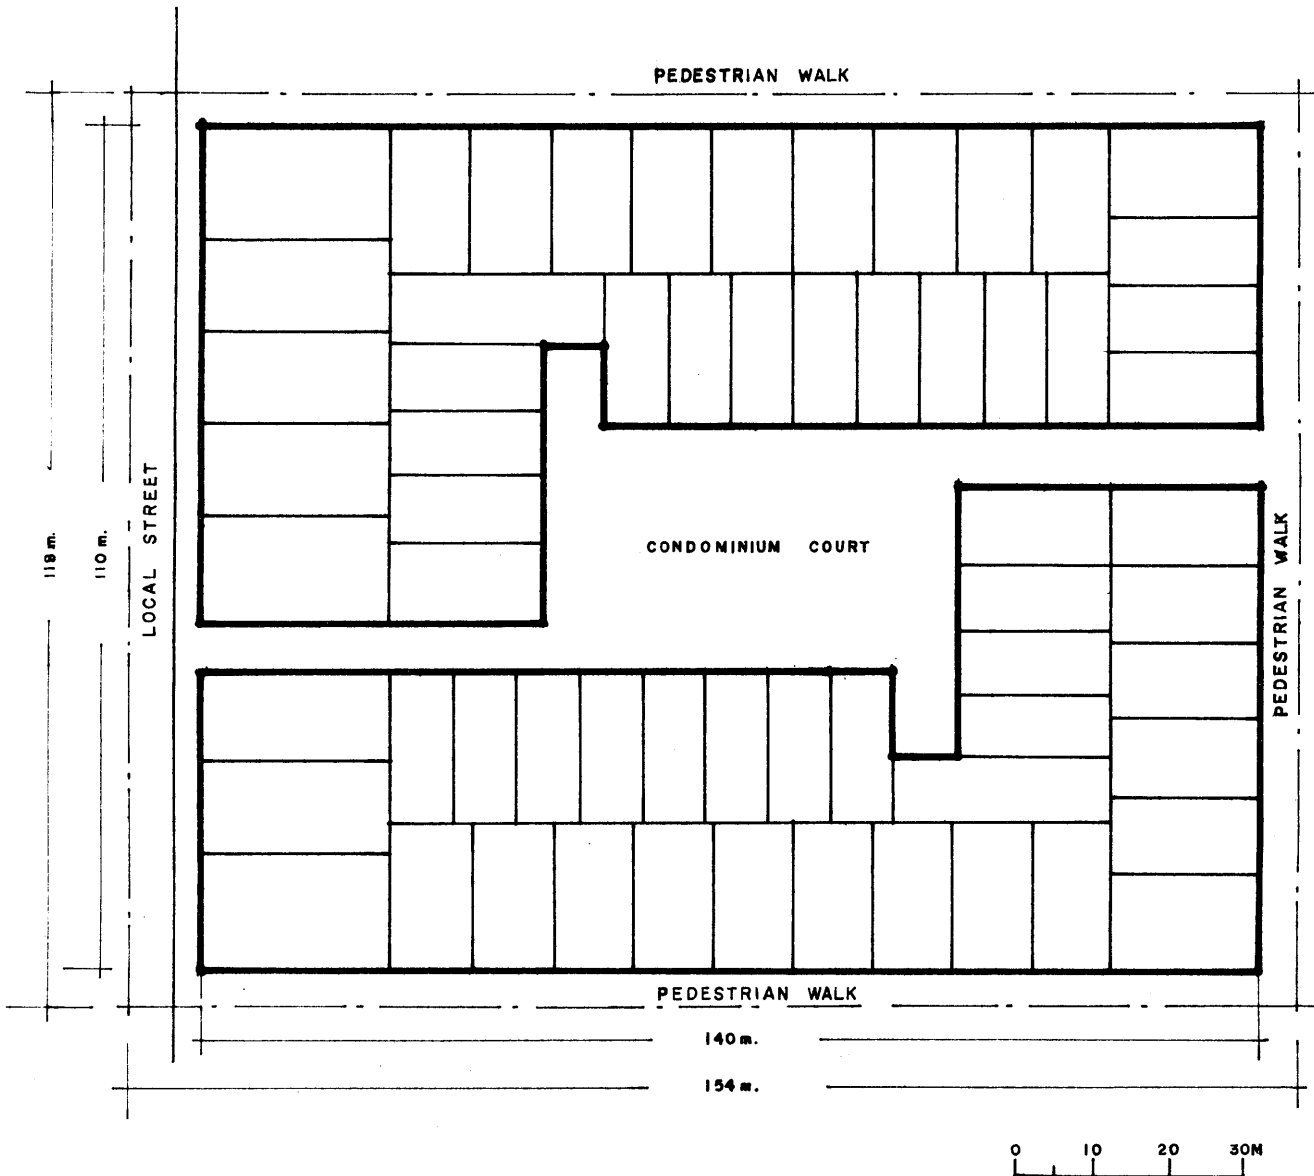 PEDESTRIAN WALK
118 m.
110 m.
LOCAL STREET
CONDOMINIUM COURT
PEDESTRIAN WALK
PEDESTRIAN WALK
140 m.
154 m.
0 10 20 30M